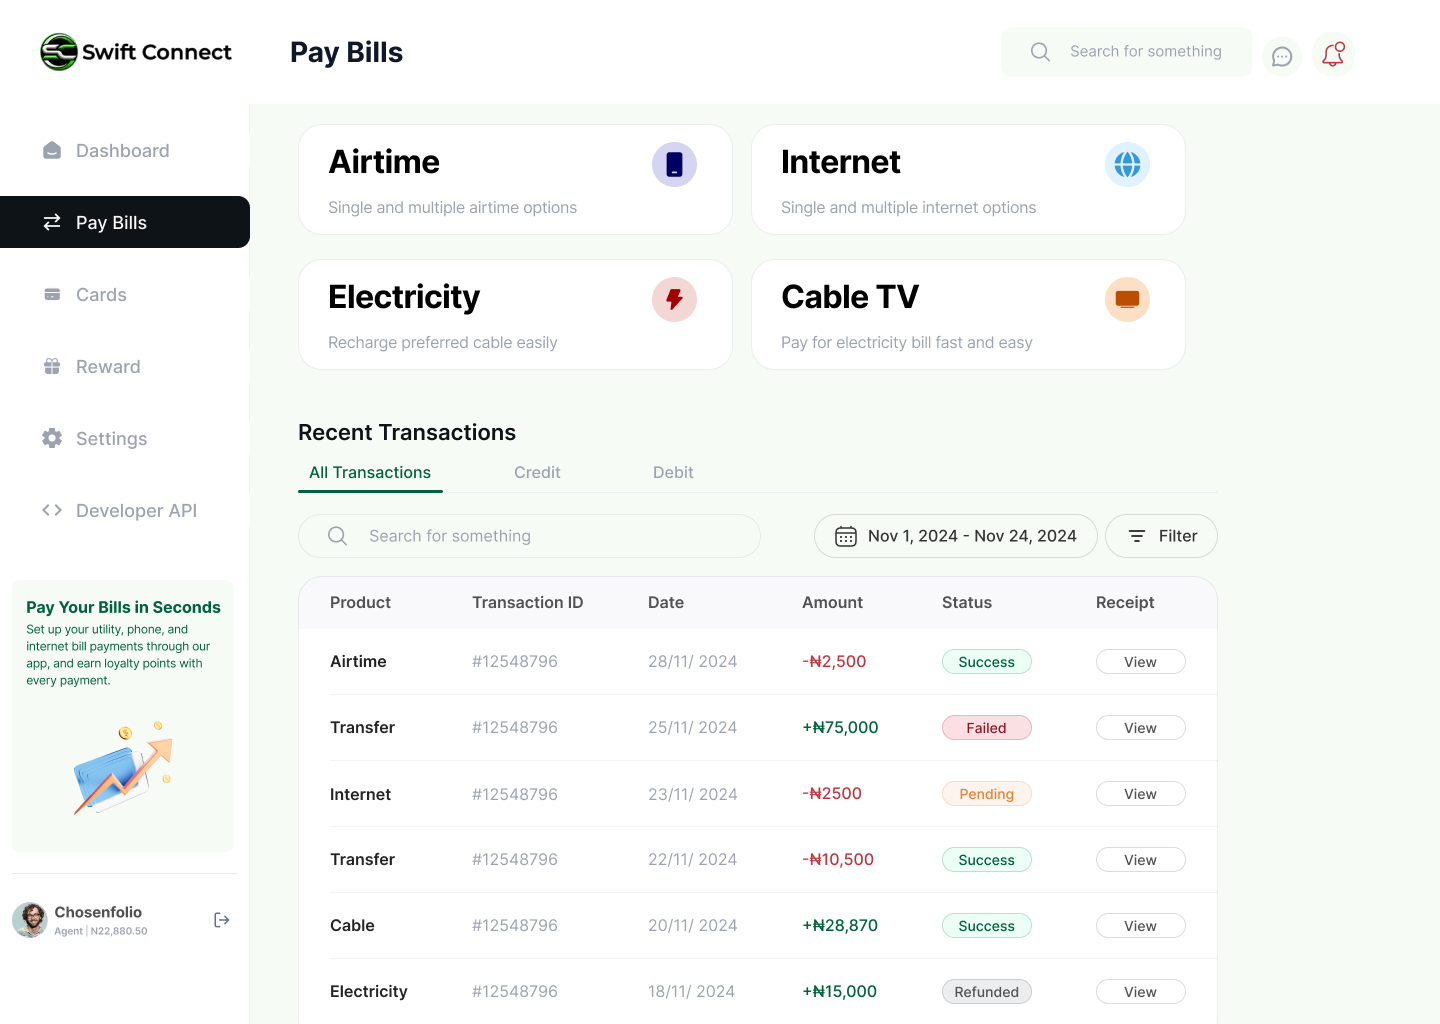 Swift Connect
Pay Bills
Search for something
Dashboard
Pay Bills
Cards
Reward
Settings
Developer API
Pay Your Bills in Seconds
Set up your utility, phone, and
internet bill payments through our
app, and earn loyalty points with
every payment.
Chosenfolio
Agent | N22,880.50
Airtime
Single and multiple airtime options
Internet
Single and multiple internet options
Electricity
Recharge preferred cable easily
Cable TV
Pay for electricity bill fast and easy
Recent Transactions
All Transactions Credit Debit
Search for something
Nov 1, 2024 - Nov 24, 2024
Filter
Product Transaction ID Date Amount Status Receipt
Airtime #12548796 28/11/ 2024 -₦2,500 Success View
Transfer #12548796 25/11/ 2024 +₦75,000 Failed View
Internet #12548796 23/11/ 2024 -₦2500 Pending View
Transfer #12548796 22/11/ 2024 -₦10,500 Success View
Cable #12548796 20/11/ 2024 +₦28,870 Success View
Electricity #12548796 18/11/ 2024 +₦15,000 Refunded View